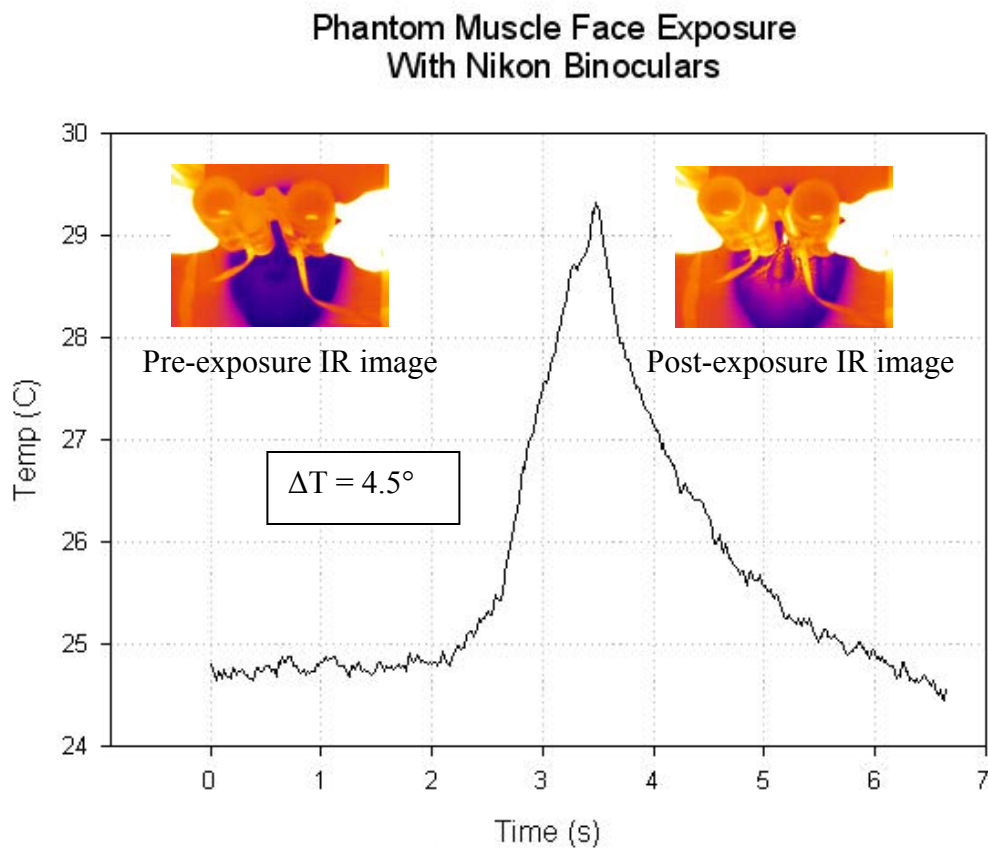 Phantom Muscle Face Exposure
With Nikon Binoculars
30
29
28
27
26
25
24
Temp (C)
Pre-exposure IR image
Post-exposure IR image
ΔT = 4.5°
0 1 2 3 4 5 6 7
Time (s)